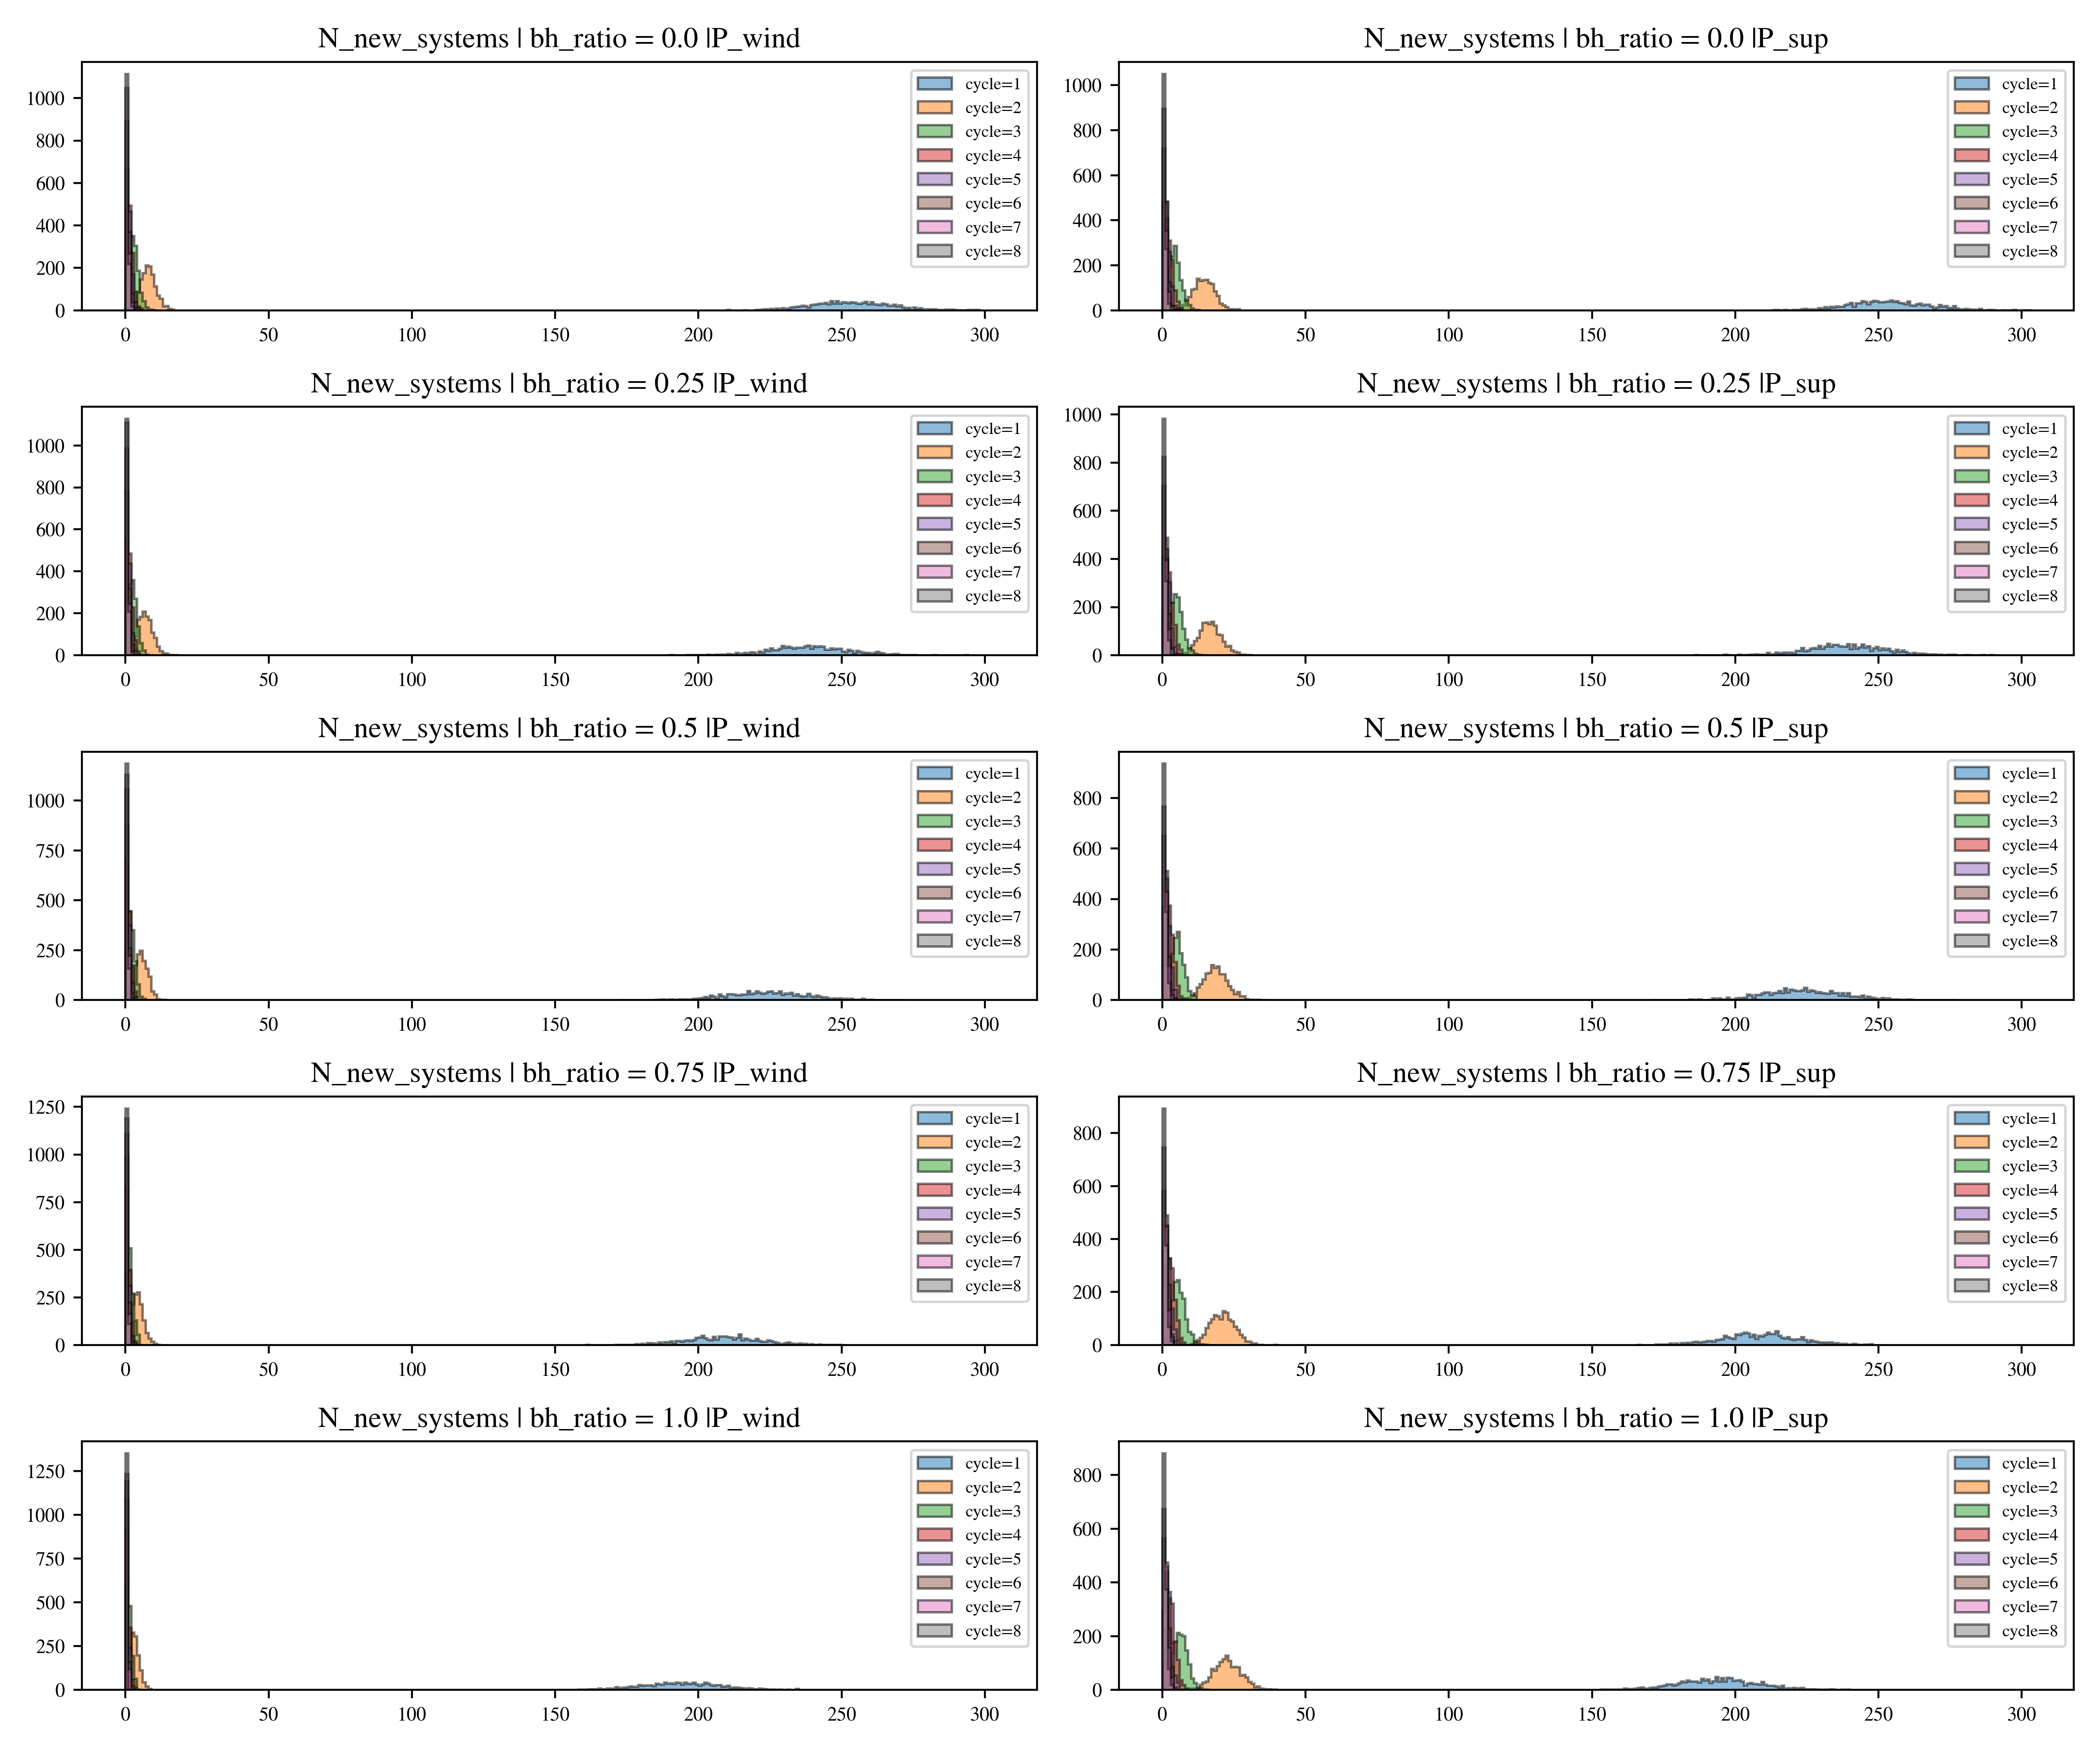 N_new_systems | bh_ratio = 0.0 |P_wind
1000
800
600
400
200
0
0 50 100 150 200 250 300
cycle=1
cycle=2
cycle=3
cycle=4
cycle=5
cycle=6
cycle=7
cycle=8
N_new_systems | bh_ratio = 0.0 |P_sup
1000
800
600
400
200
0
0 50 100 150 200 250 300
cycle=1
cycle=2
cycle=3
cycle=4
cycle=5
cycle=6
cycle=7
cycle=8
N_new_systems | bh_ratio = 0.25 |P_wind
1000
800
600
400
200
0
0 50 100 150 200 250 300
cycle=1
cycle=2
cycle=3
cycle=4
cycle=5
cycle=6
cycle=7
cycle=8
N_new_systems | bh_ratio = 0.25 |P_sup
1000
800
600
400
200
0
0 50 100 150 200 250 300
cycle=1
cycle=2
cycle=3
cycle=4
cycle=5
cycle=6
cycle=7
cycle=8
N_new_systems | bh_ratio = 0.5 |P_wind
1000
750
500
250
0
0 50 100 150 200 250 300
cycle=1
cycle=2
cycle=3
cycle=4
cycle=5
cycle=6
cycle=7
cycle=8
N_new_systems | bh_ratio = 0.5 |P_sup
800
600
400
200
0
0 50 100 150 200 250 300
cycle=1
cycle=2
cycle=3
cycle=4
cycle=5
cycle=6
cycle=7
cycle=8
N_new_systems | bh_ratio = 0.75 |P_wind
1250
1000
750
500
250
0
0 50 100 150 200 250 300
cycle=1
cycle=2
cycle=3
cycle=4
cycle=5
cycle=6
cycle=7
cycle=8
N_new_systems | bh_ratio = 0.75 |P_sup
800
600
400
200
0
0 50 100 150 200 250 300
cycle=1
cycle=2
cycle=3
cycle=4
cycle=5
cycle=6
cycle=7
cycle=8
N_new_systems | bh_ratio = 1.0 |P_wind
1250
1000
750
500
250
0
0 50 100 150 200 250 300
cycle=1
cycle=2
cycle=3
cycle=4
cycle=5
cycle=6
cycle=7
cycle=8
N_new_systems | bh_ratio = 1.0 |P_sup
800
600
400
200
0
0 50 100 150 200 250 300
cycle=1
cycle=2
cycle=3
cycle=4
cycle=5
cycle=6
cycle=7
cycle=8